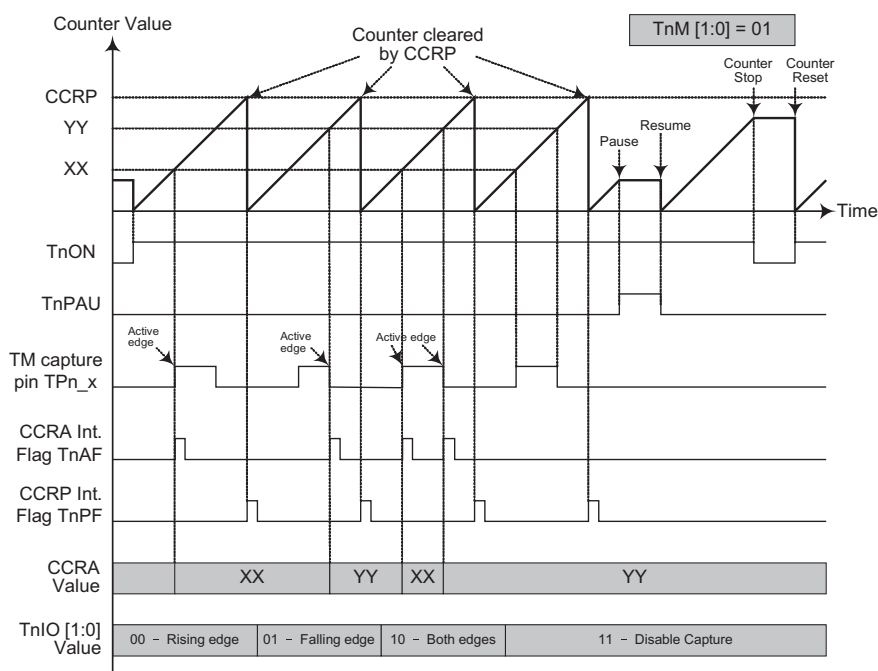 Counter Value
TnM [1:0] = 01
Counter cleared
by CCRP
Counter
Stop
Counter
Reset
CCRP
YY
Pause
Resume
XX
Time
TnON
TnPAU
Active
edge
Active
edge
Active edge
TM capture
pin TPn_x
CCRA Int.
Flag TnAF
CCRP Int.
Flag TnPF
CCRA
Value
XX
YY
XX
YY
TnIO [1:0]
Value
00 – Rising edge
01 – Falling edge
10 – Both edges
11 – Disable Capture